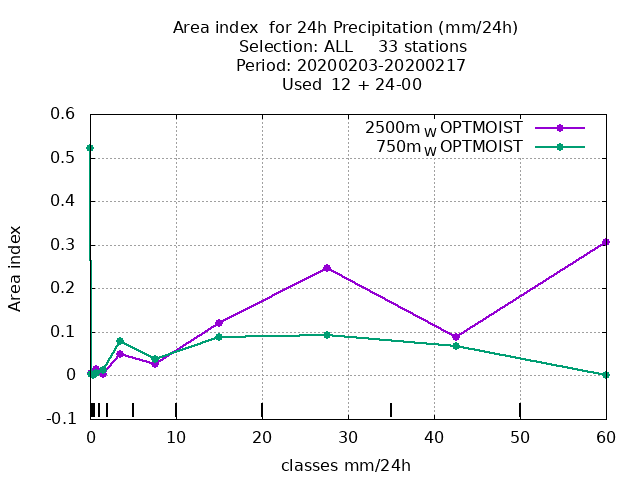 Area index  for 24h Precipitation (mm/24h)
Selection: ALL     33 stations
Period: 20200203-20200217
Used  12 + 24-00
2500m W OPTMOIST
750m W OPTMOIST
0.6
0.5
0.4
0.3
0.2
0.1
0
-0.1
Area index
0 10 20 30 40 50 60
classes mm/24h